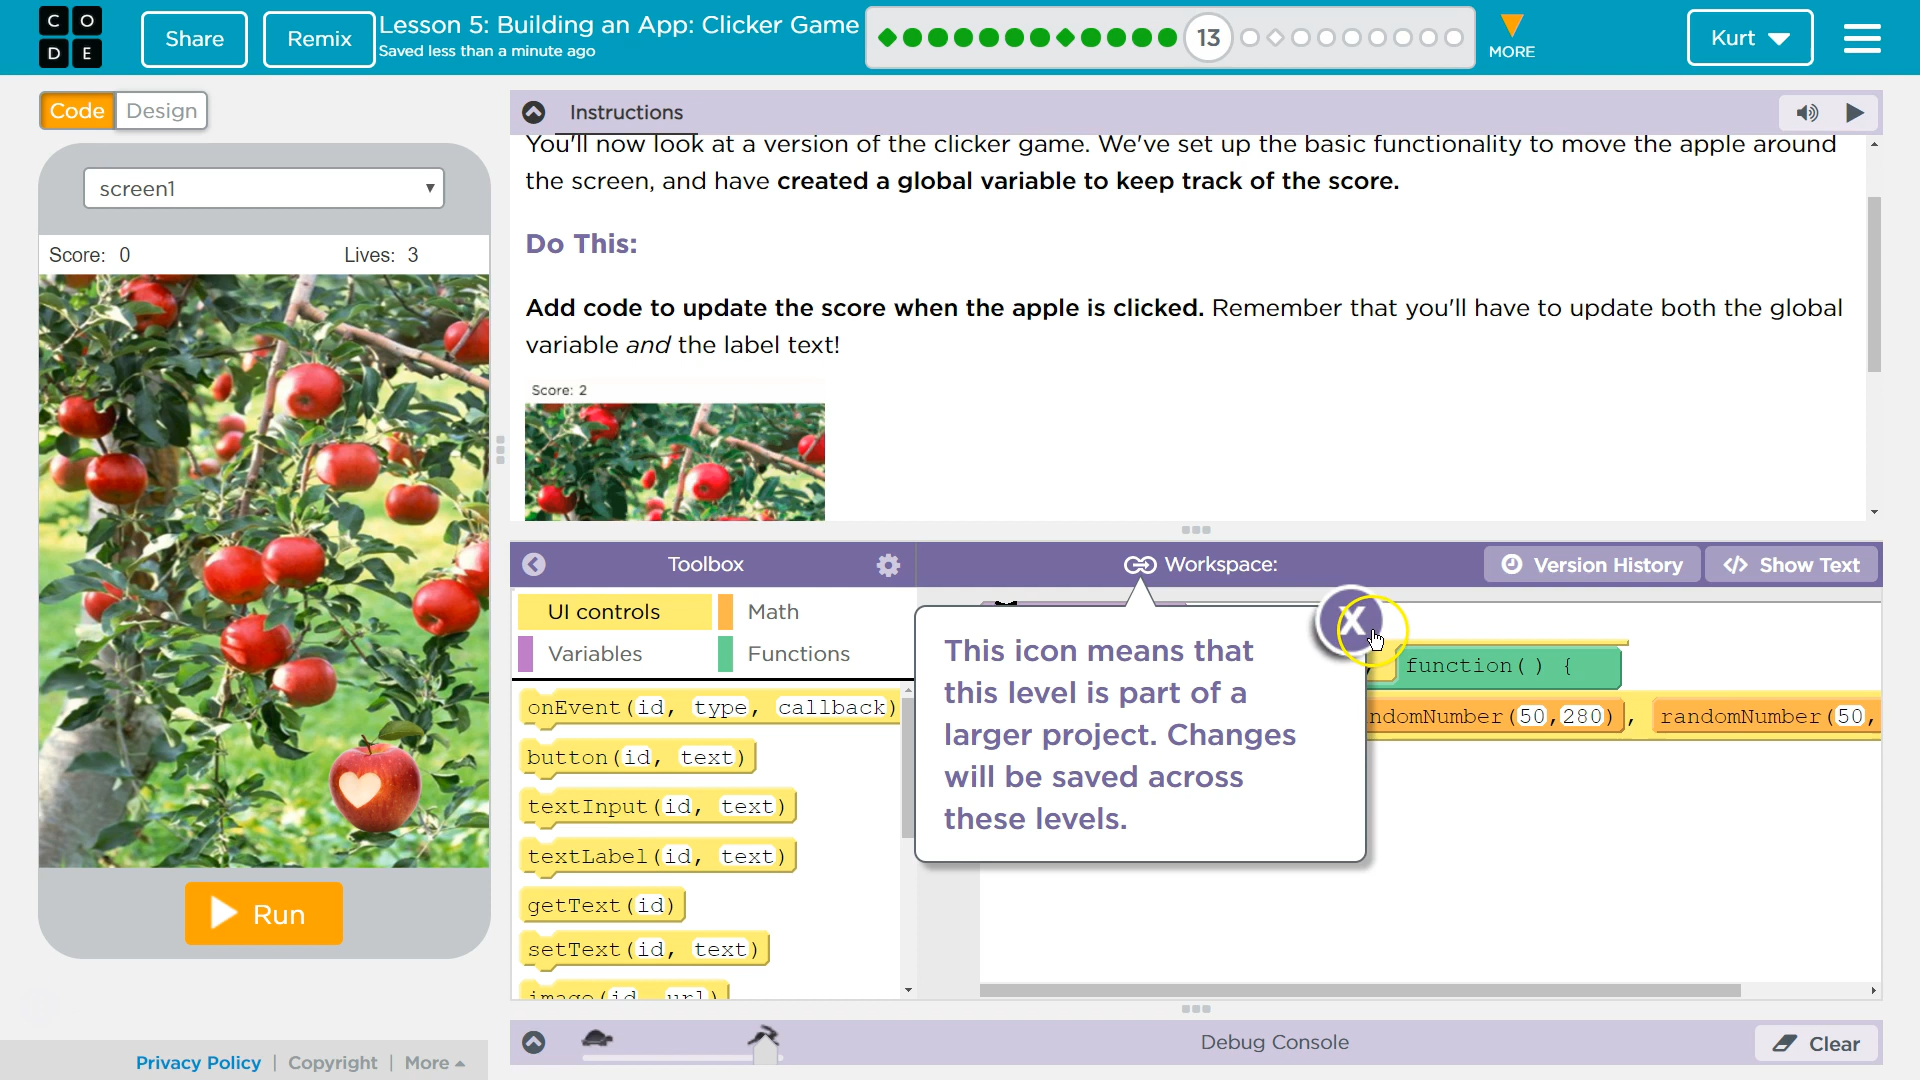 CO
DE
Share
Remix
Lesson 5: Building an App: Clicker Game
Saved less than a minute ago
13
MORE
Kurt
Code
Design
Instructions
screen1
You'll now look at a version of the clicker game. We've set up the basic functionality to move the apple around
the screen, and have created a global variable to keep track of the score.
Score: 0
Lives: 3
Do This:
Add code to update the score when the apple is clicked. Remember that you'll have to update both the global
variable and the label text!
Score: 2
Toolbox
Workspace:
Version History
</> Show Text
UI controls
Math
Variables
Functions
X
This icon means that
this level is part of a
larger project. Changes
will be saved across
these levels.
function() {
ndomNumber(50,280), randomNumber(50,
onEvent(id, type, callback)
button(id, text)
textInput(id, text)
textLabel(id, text)
getText(id)
setText(id, text)
image(id, url)
Run
Debug Console
Clear
Privacy Policy | Copyright | More